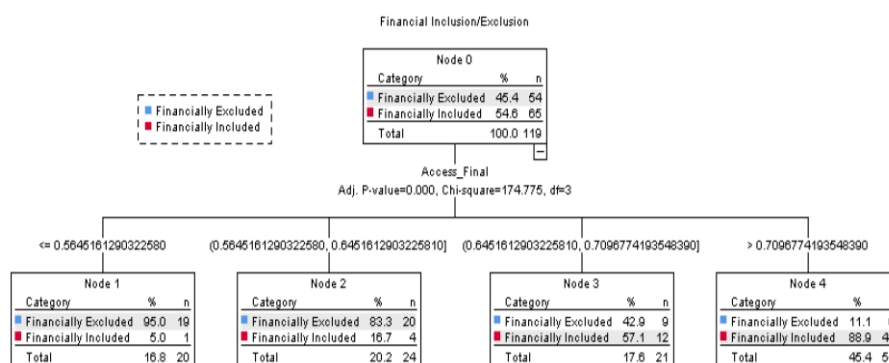 Financial Inclusion/Exclusion
Node 0
Category % n
Financially Excluded 45.4 54
Financially Included 54.6 65
Total 100.0 119
Financially Excluded
Financially Included
Access_Final
Adj. P-value=0.000, Chi-square=174.775, df=3
<= 0.5645161290322580
(0.5645161290322580, 0.6451612903225810]
(0.6451612903225810, 0.7096774193548390]
> 0.7096774193548390
Node 1
Category % n
Financially Excluded 95.0 19
Financially Included 5.0 1
Total 16.8 20
Node 2
Category % n
Financially Excluded 83.3 20
Financially Included 16.7 4
Total 20.2 24
Node 3
Category % n
Financially Excluded 42.9 9
Financially Included 57.1 12
Total 17.6 21
Node 4
Category %
Financially Excluded 11.1
Financially Included 88.9
Total 45.4